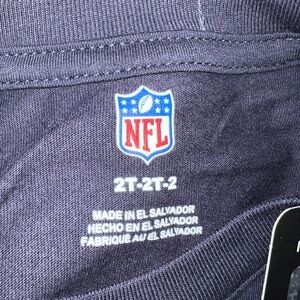 NFL
2T-2T-2
MADE IN EL SALVADOR
HECHO EN EL SALVADOR
FABRIQUÉ AU EL SALVADOR